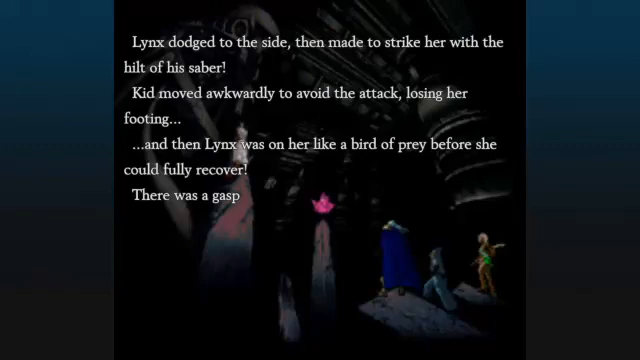 Lynx dodged to the side, then made to strike her with the
hilt of his saber!
Kid moved awkwardly to avoid the attack, losing her
footing...
...and then Lynx was on her like a bird of prey before she
could fully recover!
There was a gasp